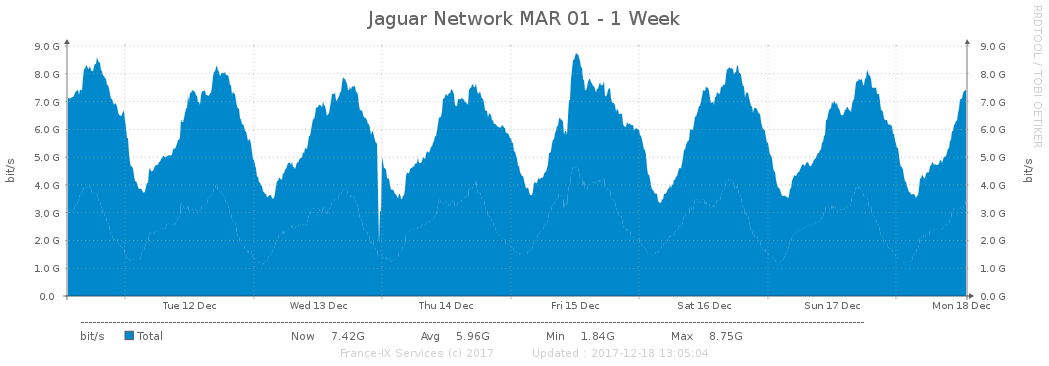 Jaguar Network MAR 01 - 1 Week
RRDTOOL / TOBI OETIKER
bit/s
9.0 G
8.0 G
7.0 G
6.0 G
5.0 G
4.0 G
3.0 G
2.0 G
1.0 G
0.0
9.0 G
8.0 G
7.0 G
6.0 G
5.0 G
4.0 G
3.0 G
2.0 G
1.0 G
0.0 G
bit/s
Tue 12 Dec Wed 13 Dec Thu 14 Dec Fri 15 Dec Sat 16 Dec Sun 17 Dec Mon 18 Dec
bit/s Total Now 7.42G Avg 5.96G Min 1.84G Max 8.75G
France-IX Services (c) 2017 Updated : 2017-12-18 13:05:04